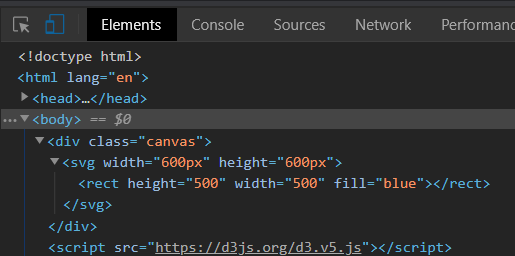 Elements Console Sources Network Performanc
<!doctype html>
<html lang="en">
<head>…</head>
<body> == $0
<div class="canvas">
<svg width="600px" height="600px">
<rect height="500" width="500" fill="blue"></rect>
</svg>
</div>
<script src="https://d3js.org/d3.v5.js"></script>